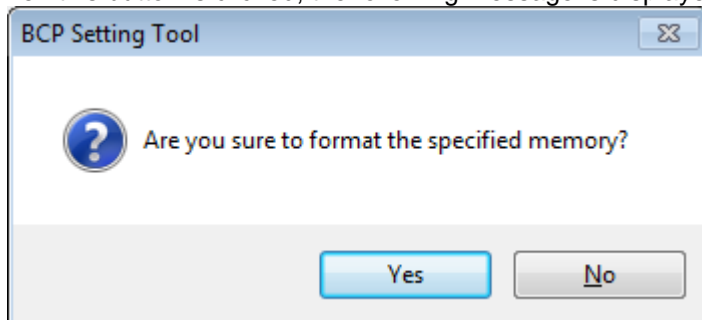 BCP Setting Tool
Are you sure to format the specified memory?
Yes
No